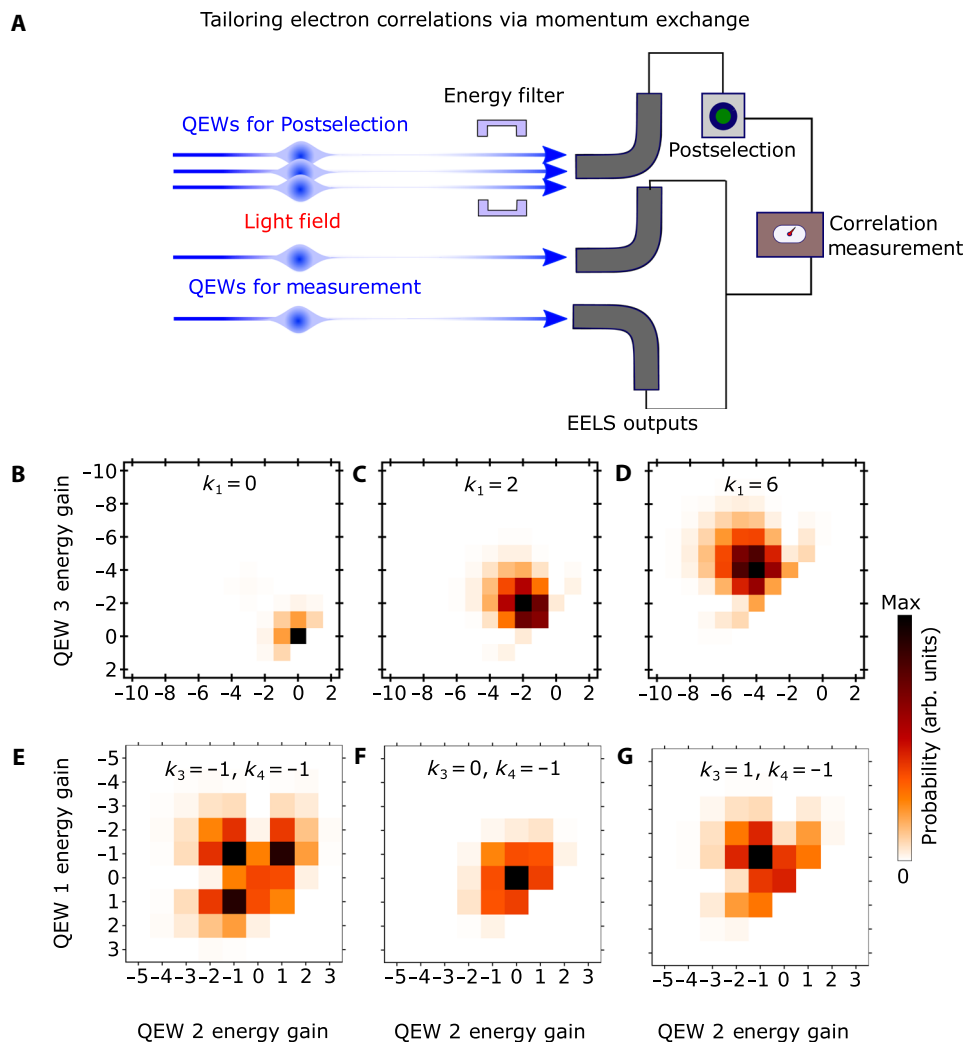 Tailoring electron correlations via momentum exchange
A
Energy filter
QEWs for Postselection
Postselection
Light field
Correlation
measurement
QEWs for measurement
EELS outputs
B
k1 = 0
C
k1 = 2
D
k1 = 6
QEW 3 energy gain
–10
–8
–6
–4
–2
0
2
–10 –8 –6 –4 –2 0 2
–10 –8 –6 –4 –2 0 2
–10 –8 –6 –4 –2 0
Max
Probability (arb. units)
0
E
k3 = –1, k4 = –1
F
k3 = 0, k4 = –1
G
k3 = 1, k4 = –1
QEW 1 energy gain
–5
–4
–3
–2
–1
0
1
2
3
–5 –4 –3 –2 –1 0 1 2 3
–5 –4 –3 –2 –1 0 1 2 3
–5 –4 –3 –2 –1 0 1 2 3
QEW 2 energy gain
QEW 2 energy gain
QEW 2 energy gain